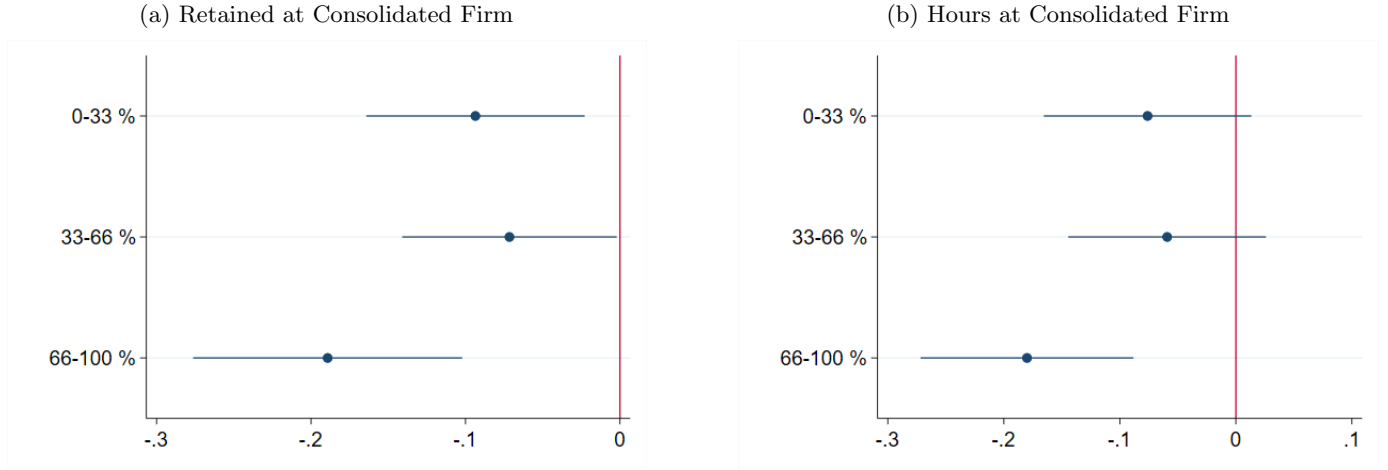 (a) Retained at Consolidated Firm
0-33 %
33-66 %
66-100 %
-.3 -.2 -.1 0
(b) Hours at Consolidated Firm
0-33 %
33-66 %
66-100 %
-.3 -.2 -.1 0 .1